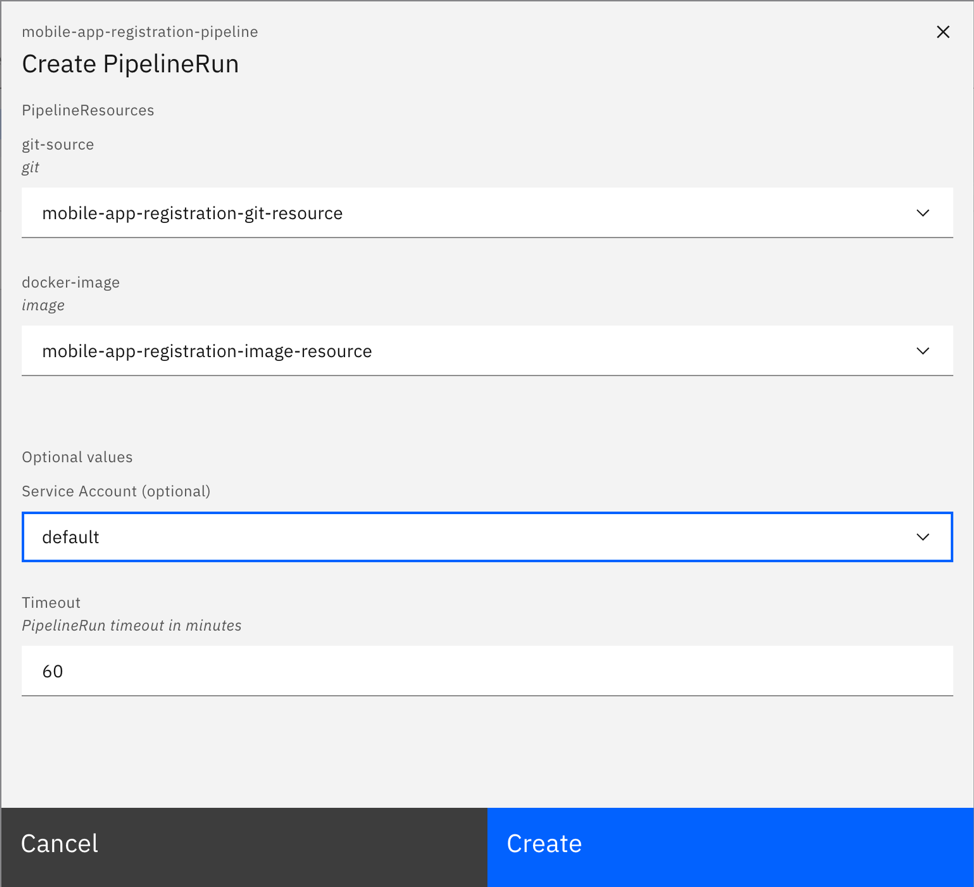 mobile-app-registration-pipeline
Create PipelineRun
PipelineResources
git-source
git
mobile-app-registration-git-resource
docker-image
image
mobile-app-registration-image-resource
Optional values
Service Account (optional)
default
Timeout
PipelineRun timeout in minutes
60
Cancel
Create